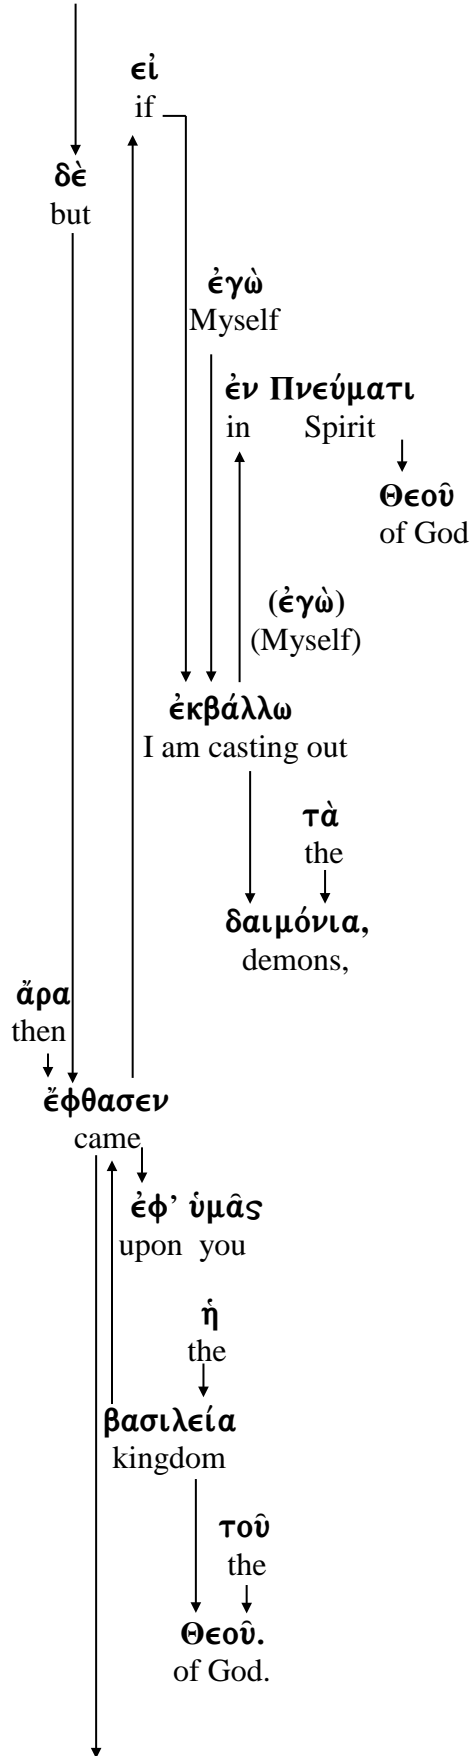 εἰ
if
δὲ
but
ἐγὼ
Myself
ἐν Πνεύματι
in Spirit
Θεοῦ
of God
(ἐγὼ)
(Myself)
ἐκβάλλω
I am casting out
τὰ
the
δαιμόνια,
demons,
ἄρα
then
ἔφθασεν
came
ἐφ’ ὑμᾶς
upon you
ἡ
the
βασιλεία
kingdom
τοῦ
the
Θεοῦ.
of God.